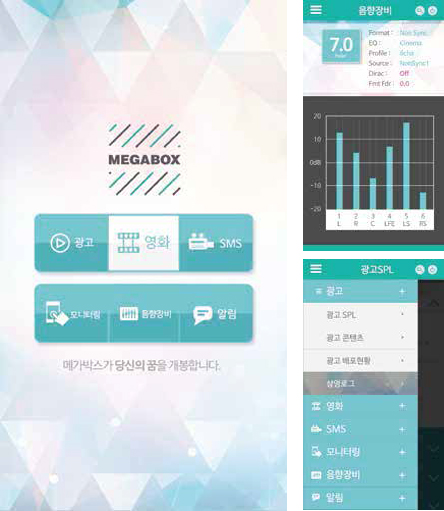 MEGABOX
광고
영화
SMS
모니터링
음향장비
알림
메가박스가 당신의 꿈을 개봉합니다.
음향장비
7.0
Fader
Format : Non Sync
EQ : Cinema
Profile : 8cha
Source : NonSync1
Dirac : Off
Fmt Fdr : 0.0
20
10
0dB
-10
-20
1 2 3 4 5 6
L R C LFE LS RS
광고SPL
광고 +
광고 SPL
광고 콘텐츠
광고 배포현황
상영로그
영화 +
SMS +
모니터링 +
음향장비 +
알림 +